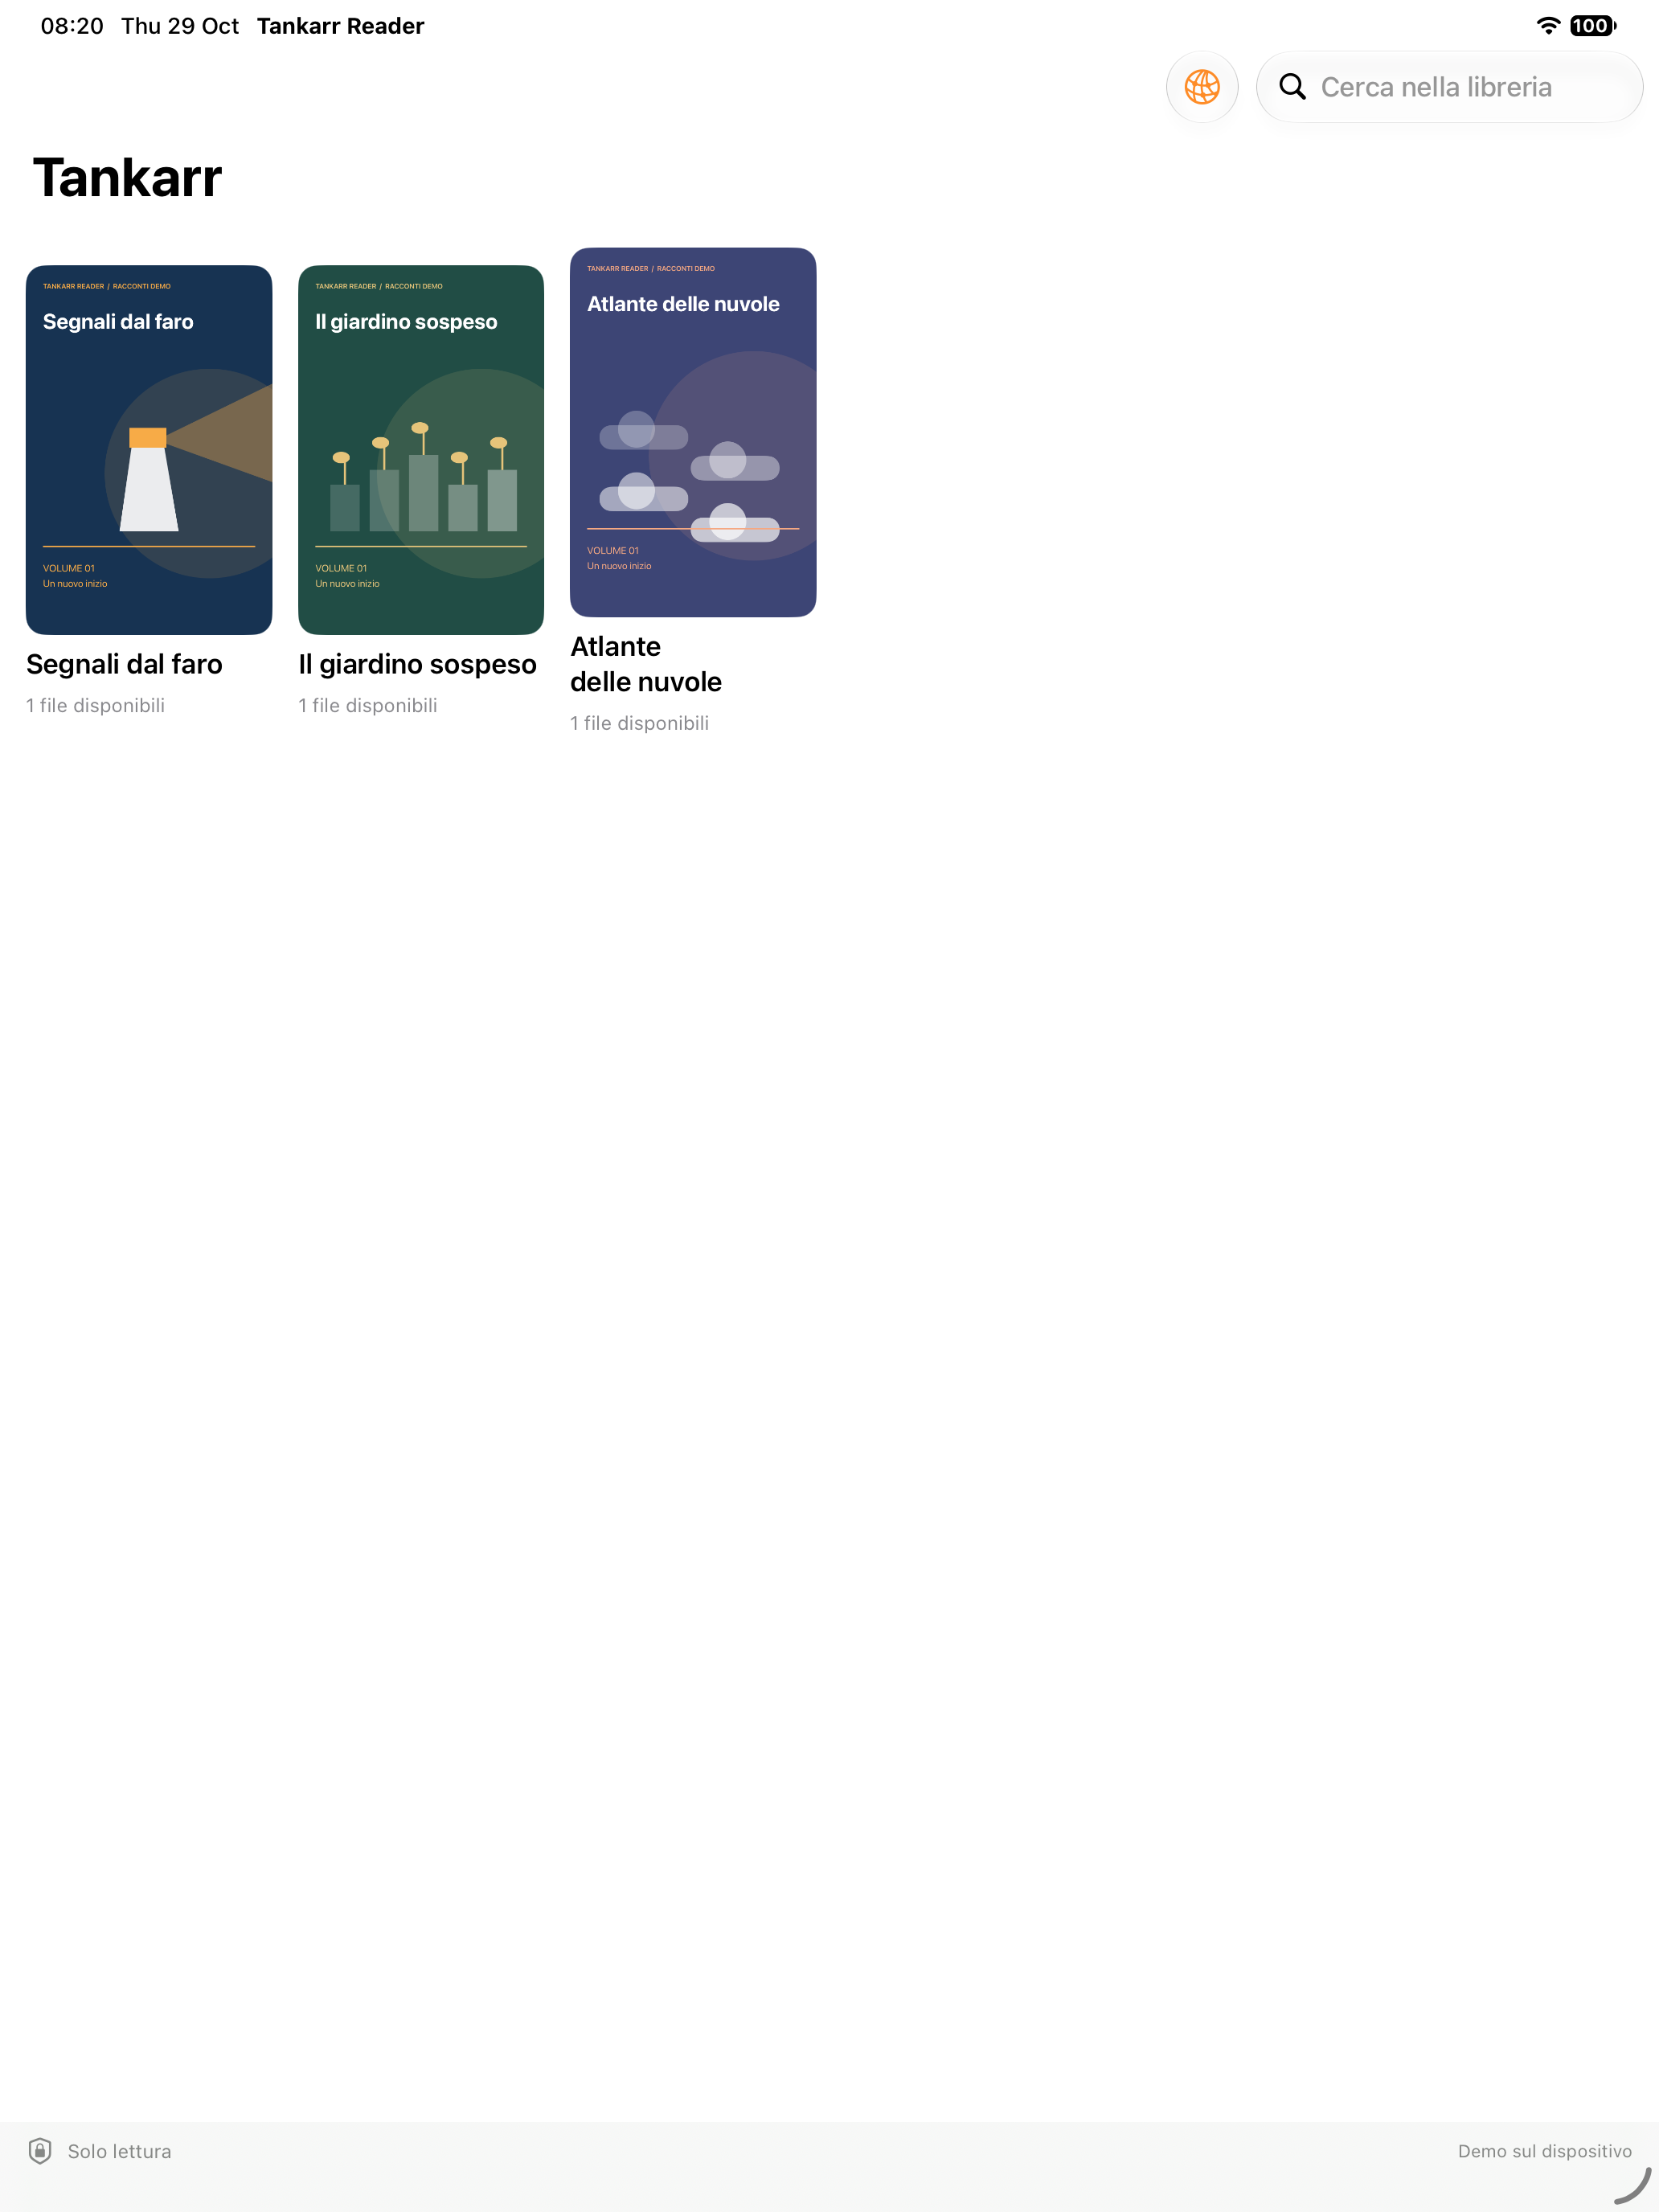 08:20 Thu 29 Oct Tankarr Reader 100
Cerca nella libreria
Tankarr
TANKARR READER / RACCONTI DEMO
Segnali dal faro
VOLUME 01
Un nuovo inizio
Segnali dal faro
1 file disponibili
TANKARR READER / RACCONTI DEMO
Il giardino sospeso
VOLUME 01
Un nuovo inizio
Il giardino sospeso
1 file disponibili
TANKARR READER / RACCONTI DEMO
Atlante delle nuvole
VOLUME 01
Un nuovo inizio
Atlante
delle nuvole
1 file disponibili
Solo lettura
Demo sul dispositivo